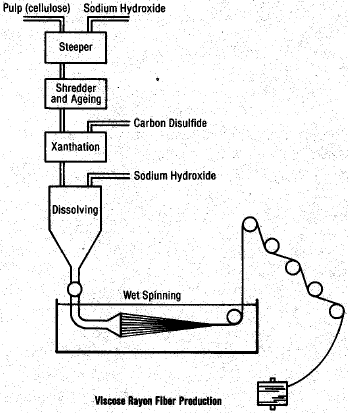 Pulp (cellulose) Sodium Hydroxide
Steeper
Shredder
and Ageing
Carbon Disulfide
Xanthation
Sodium Hydroxide
Dissolving
Wet Spinning
Viscose Rayon Fiber Production